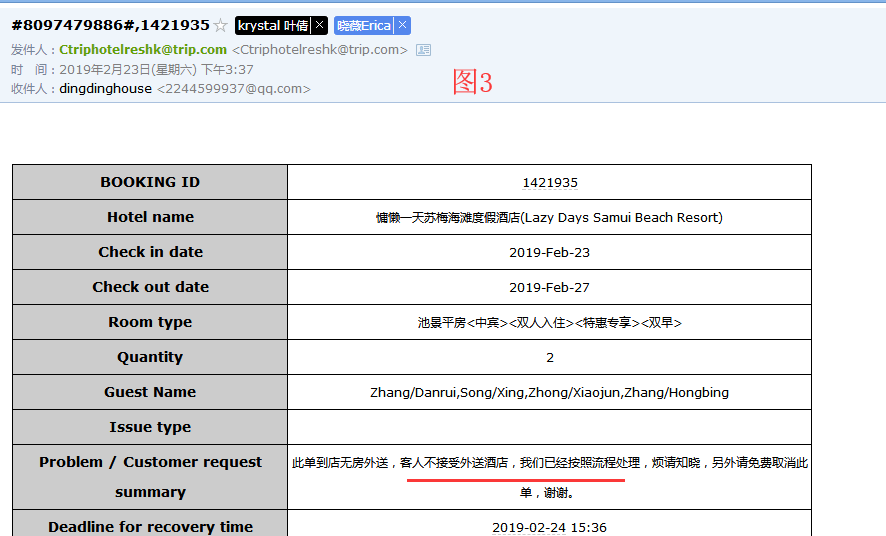 #8097479886#,1421935☆ krystal 叶倩 × 晓薇Erica ×
发件人：Ctriphotelreshk@trip.com <Ctriphotelreshk@trip.com>
时 间：2019年2月23日(星期六) 下午3:37
收件人：dingdinghouse <2244599937@qq.com>
图3
BOOKING ID 1421935
Hotel name 慵懒一天苏梅海滩度假酒店(Lazy Days Samui Beach Resort)
Check in date 2019-Feb-23
Check out date 2019-Feb-27
Room type 池景平房<中宾><双人入住><特惠专享><双早>
Quantity 2
Guest Name Zhang/Danrui,Song/Xing,Zhong/Xiaojun,Zhang/Hongbing
Issue type
Problem / Customer request summary
此单到店无房外送，客人不接受外送酒店，我们已经按照流程处理，烦请知晓，另外请免费取消此
单，谢谢。
Deadline for recovery time 2019-02-24 15:36